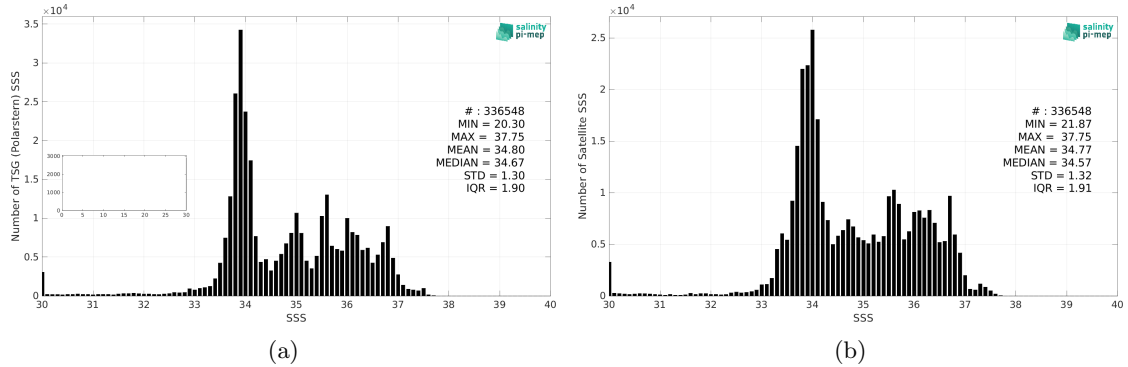 ×10⁴
3.5
3
2.5
2
1.5
1
0.5
0
Number of TSG (Polarstern) SSS
salinity
pi-mep
# : 336548
MIN = 20.30
MAX = 37.75
MEAN = 34.80
MEDIAN = 34.67
STD = 1.30
IQR = 1.90
3000
2000
1000
0
0 5 10 15 20 25 30
30 31 32 33 34 35 36 37 38 39 40
SSS
(a)
×10⁴
2.5
2
1.5
1
0.5
0
Number of Satellite SSS
salinity
pi-mep
# : 336548
MIN = 21.87
MAX = 37.75
MEAN = 34.77
MEDIAN = 34.57
STD = 1.32
IQR = 1.91
30 31 32 33 34 35 36 37 38 39 40
SSS
(b)